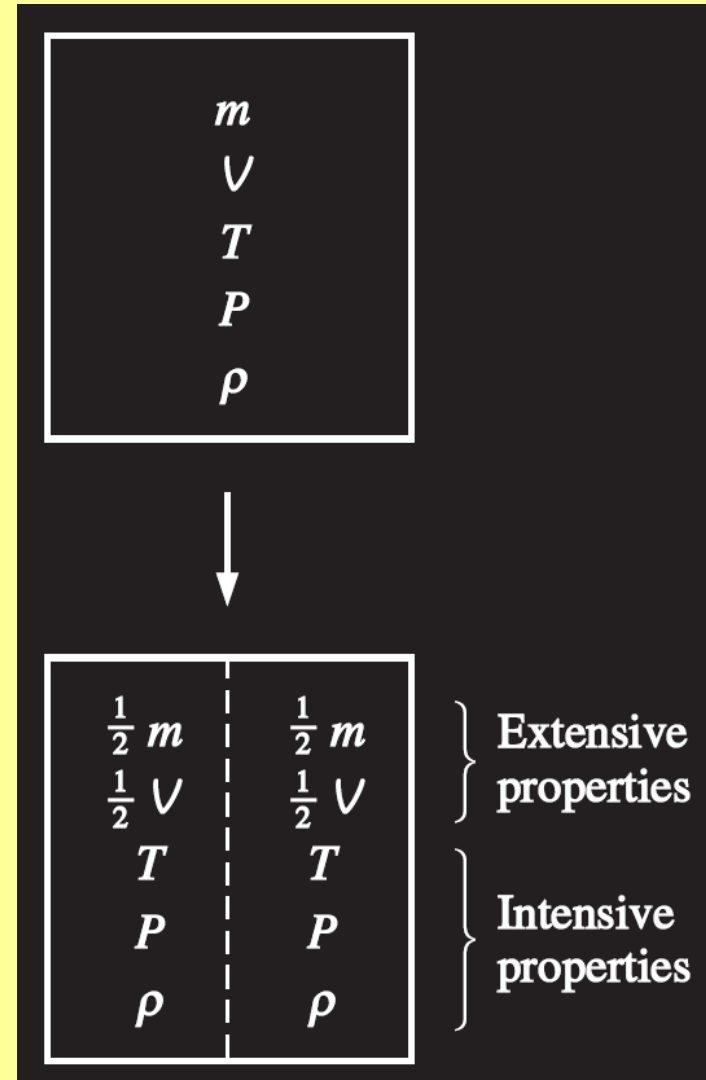 m
V
T
P
ρ
1/2 m 1/2 m
1/2 V 1/2 V
T T
P P
ρ ρ
Extensive
properties
Intensive
properties